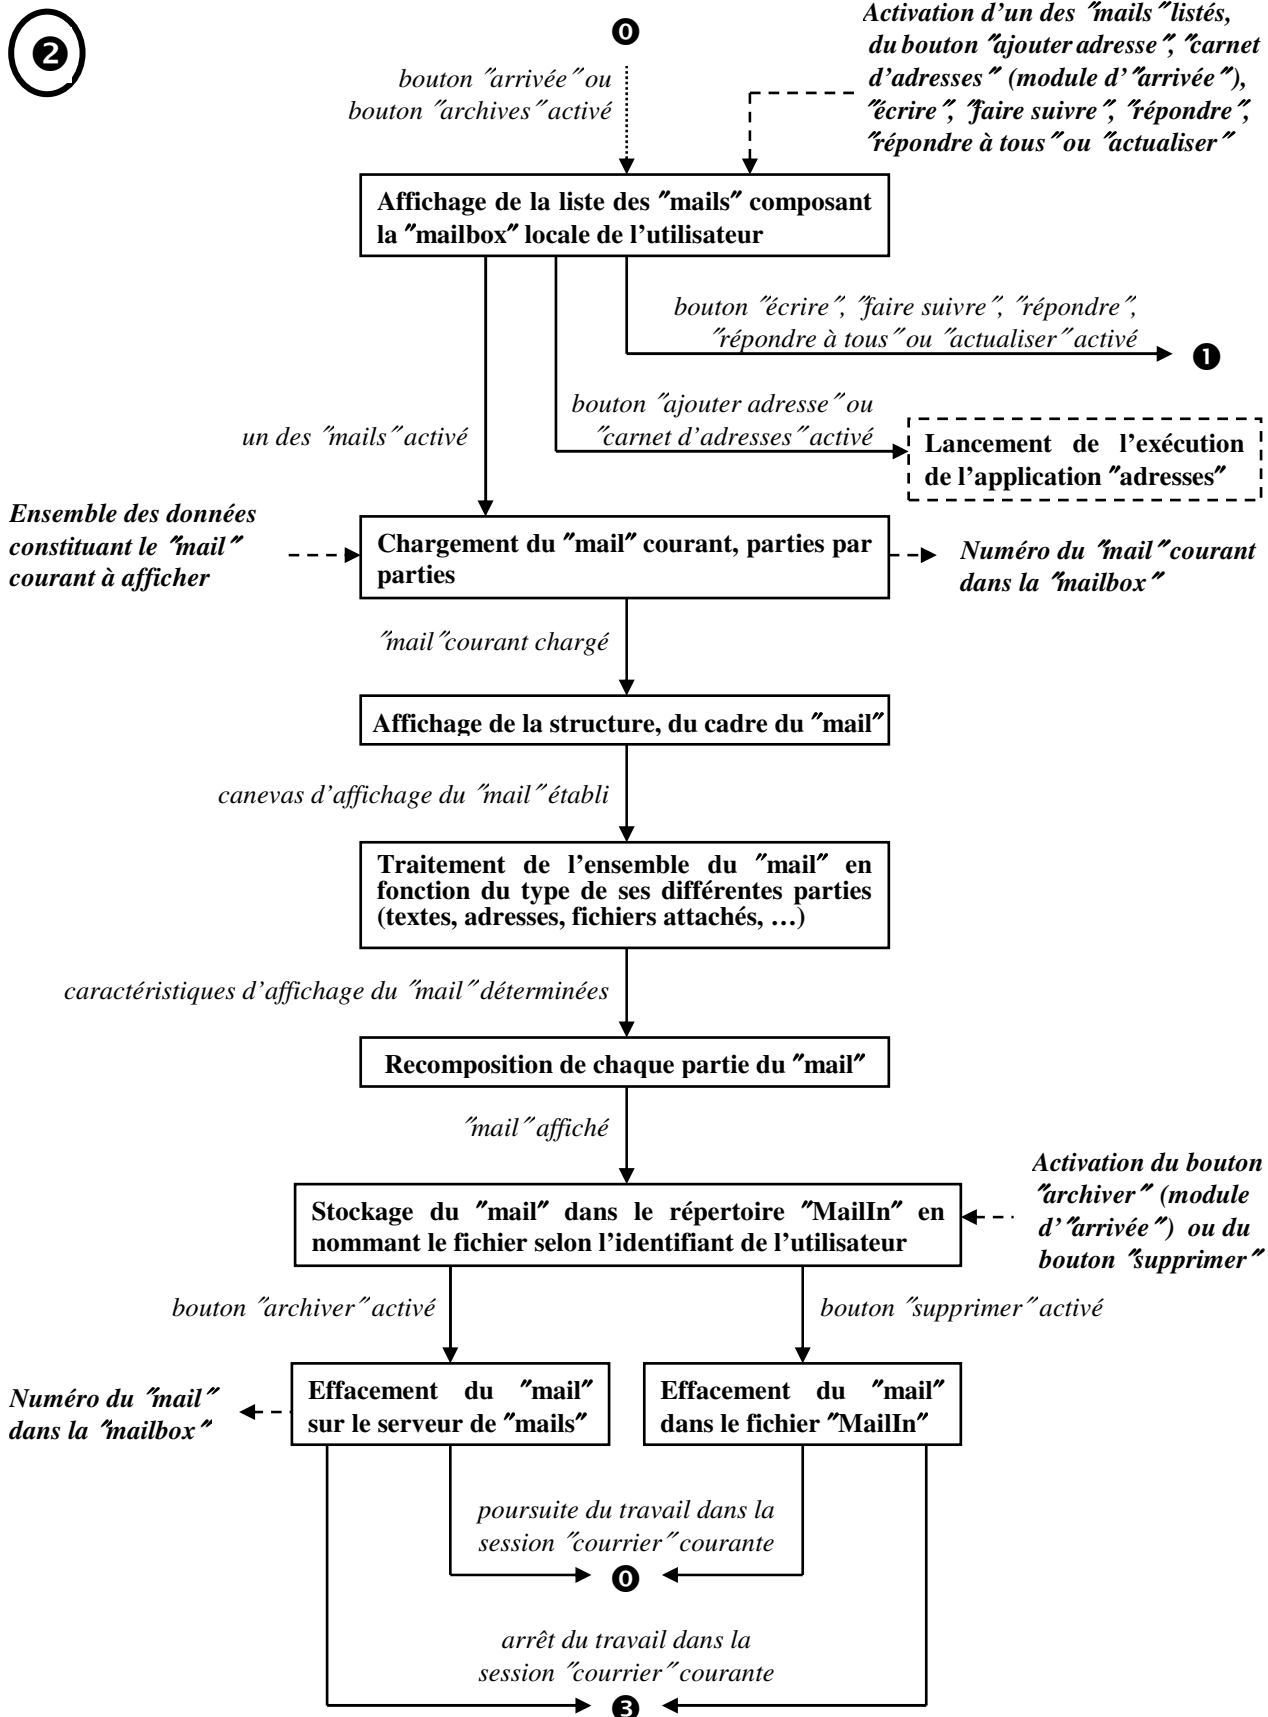 ❷
⓿
Activation d’un des ″mails″ listés,
du bouton ″ajouter adresse″, ″carnet
d’adresses″ (module d’″arrivée″),
″écrire″, ″faire suivre″, ″répondre″,
″répondre à tous″ ou ″actualiser″
bouton ″arrivée″ ou
bouton ″archives″ activé
Affichage de la liste des ″mails″ composant
la ″mailbox″ locale de l’utilisateur
bouton ″écrire″, ″faire suivre″, ″répondre″,
″répondre à tous″ ou ″actualiser″ activé
❶
bouton ″ajouter adresse″ ou
″carnet d’adresses″ activé
un des ″mails″ activé
Lancement de l’exécution
de l’application ″adresses″
Ensemble des données
constituant le ″mail″
courant à afficher
Chargement du ″mail″ courant, parties par
parties
Numéro du ″mail″ courant
dans la ″mailbox″
″mail″ courant chargé
Affichage de la structure, du cadre du ″mail″
canevas d’affichage du ″mail″ établi
Traitement de l’ensemble du ″mail″ en
fonction du type de ses différentes parties
(textes, adresses, fichiers attachés, …)
caractéristiques d’affichage du ″mail″ déterminées
Recomposition de chaque partie du ″mail″
″mail″ affiché
Activation du bouton
″archiver″ (module
d’″arrivée″) ou du
bouton ″supprimer″
Stockage du ″mail″ dans le répertoire ″MailIn″ en
nommant le fichier selon l’identifiant de l’utilisateur
bouton ″archiver″ activé
bouton ″supprimer″ activé
Numéro du ″mail″
dans la ″mailbox″
Effacement du ″mail″
sur le serveur de ″mails″
Effacement du ″mail″
dans le fichier ″MailIn″
poursuite du travail dans la
session ″courrier″ courante
⓿
arrêt du travail dans la
session ″courrier″ courante
❸